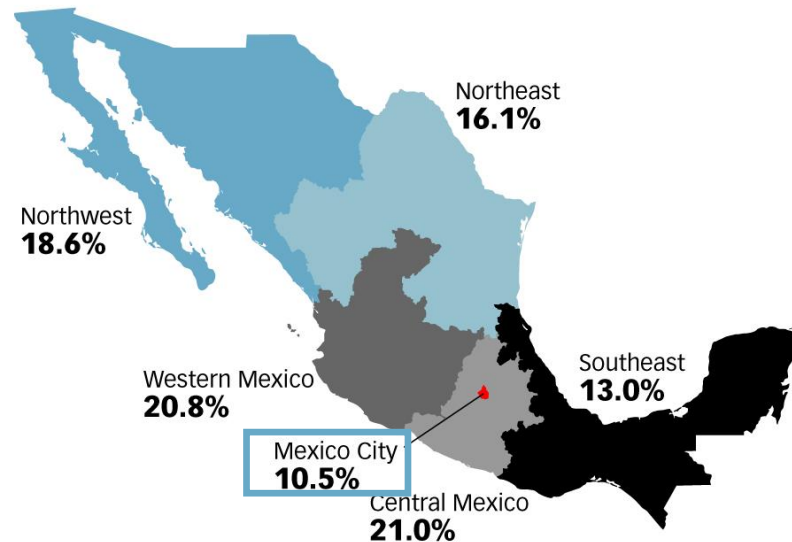 Northeast
16.1%
Northwest
18.6%
Western Mexico
20.8%
Southeast
13.0%
Mexico City
10.5%
Central Mexico
21.0%